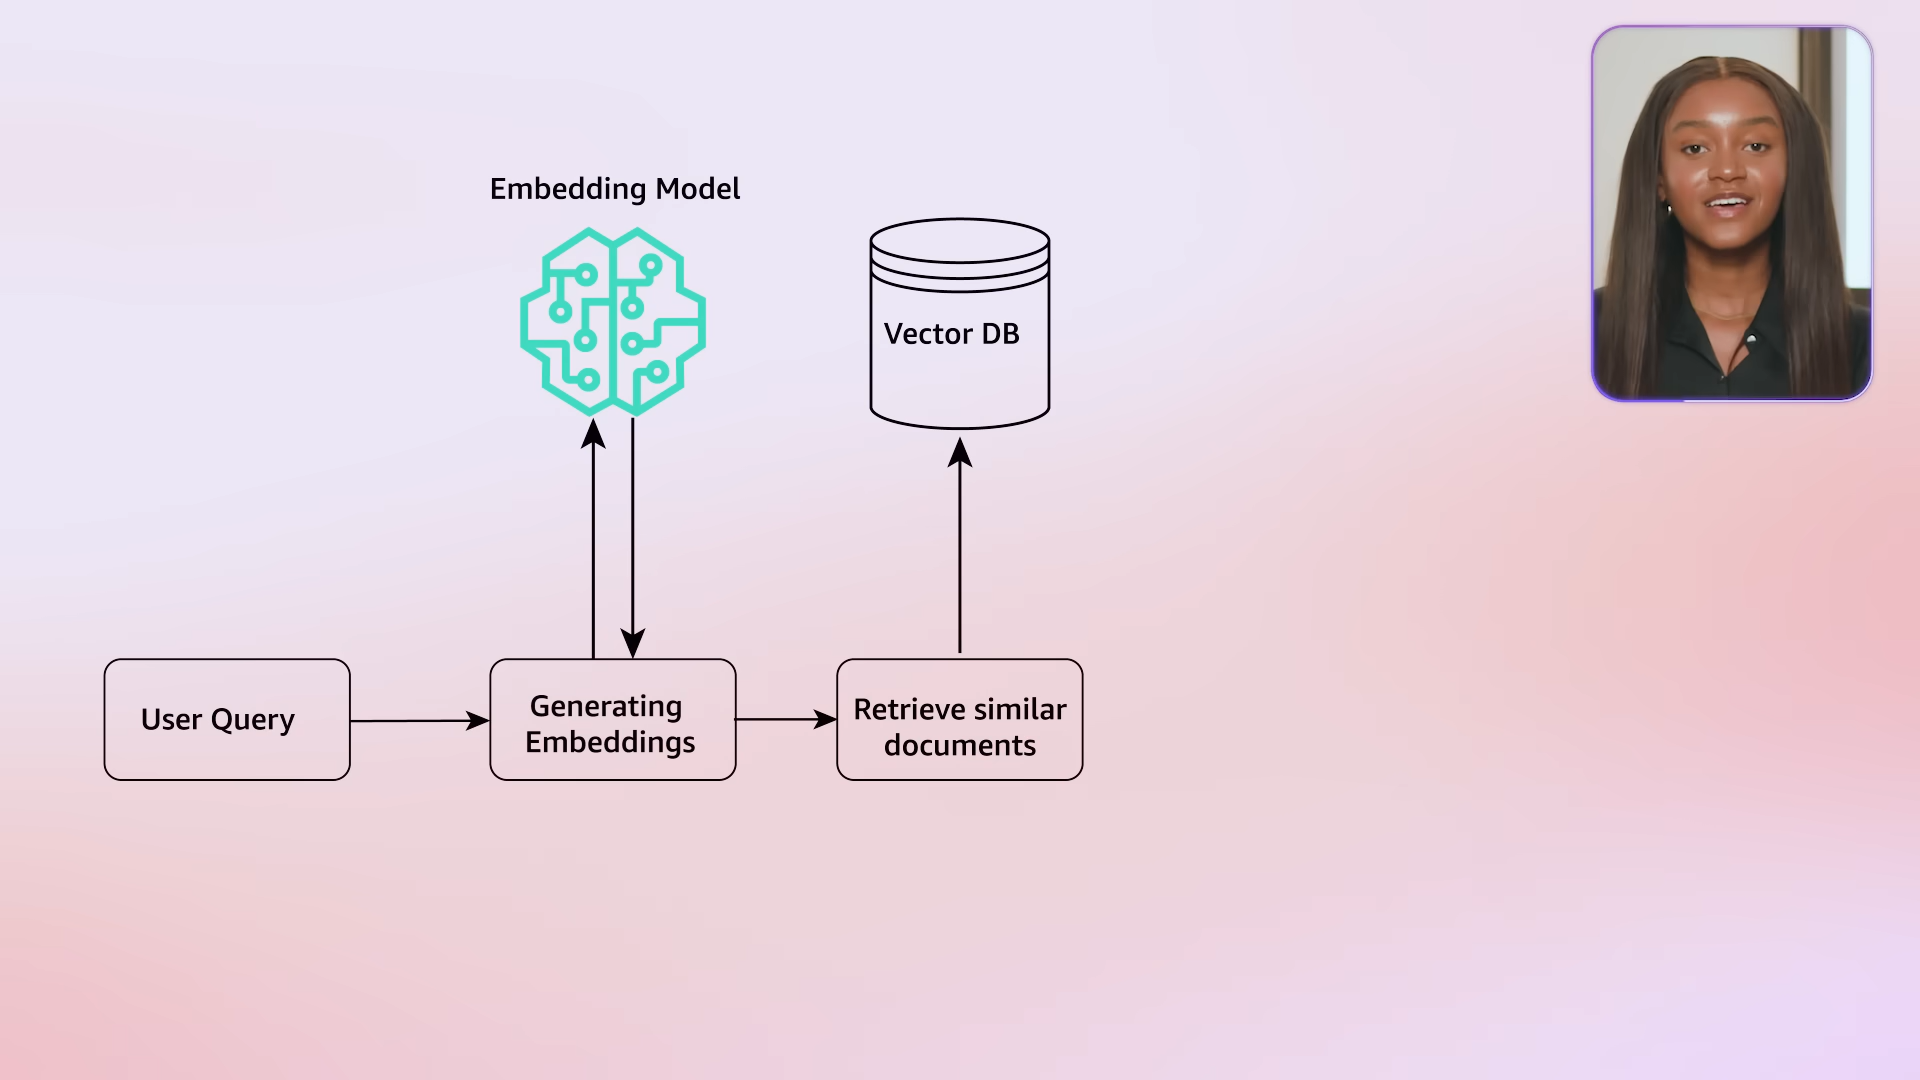 Embedding Model
Vector DB
User Query
Generating
Embeddings
Retrieve similar
documents